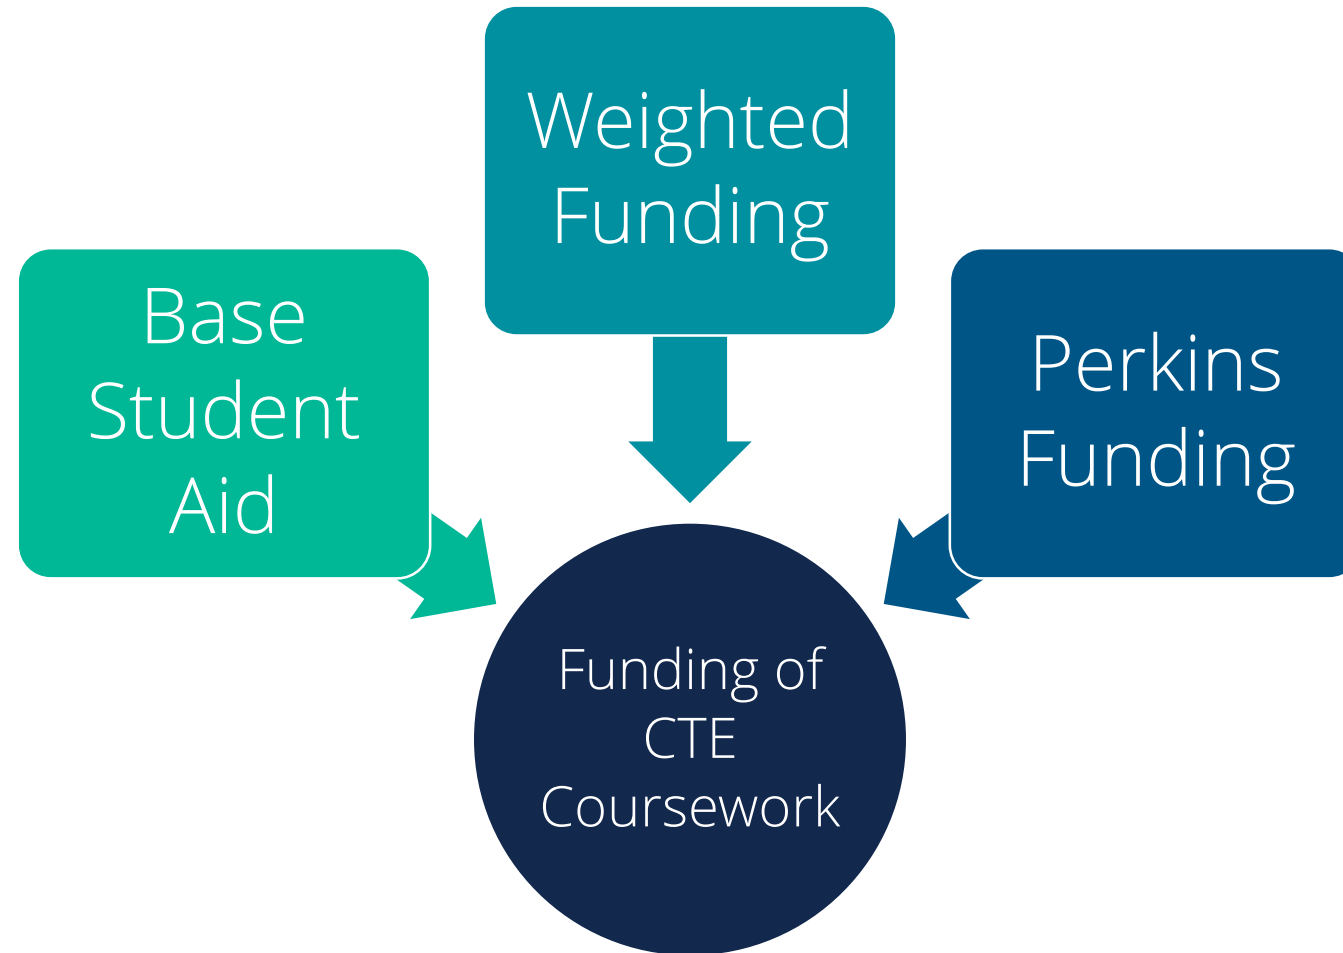 Weighted
Funding
Base
Student
Aid
Perkins
Funding
Funding of
CTE
Coursework